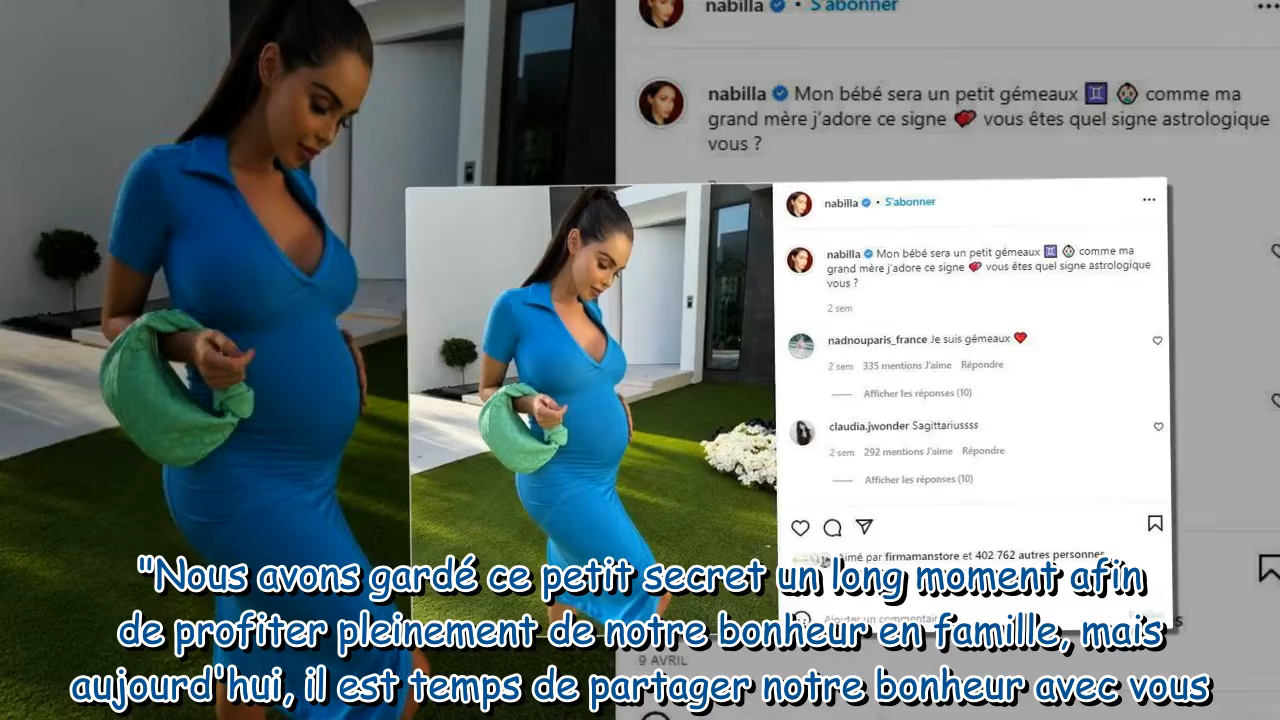 nabilla • S'abonner
nabilla Mon bébé sera un petit gémeaux ♊ 👶 comme ma
grand mère j'adore ce signe 💕 vous êtes quel signe astrologique
vous ?
nabilla • S'abonner
nabilla Mon bébé sera un petit gémeaux ♊ 👶 comme ma
grand mère j'adore ce signe 💕 vous êtes quel signe astrologique
vous ?
2 sem
nadnouparis_france Je suis gémeaux ❤️
2 sem 335 mentions J'aime Répondre
Afficher les réponses (10)
claudia.jwonder Sagittariussss
2 sem 292 mentions J'aime Répondre
Afficher les réponses (10)
Aimé par firmamanstore et 402 762 autres personnes
Ajouter un commentaire
9 AVRIL
"Nous avons gardé ce petit secret un long moment afin
de profiter pleinement de notre bonheur en famille, mais
aujourd'hui, il est temps de partager notre bonheur avec vous